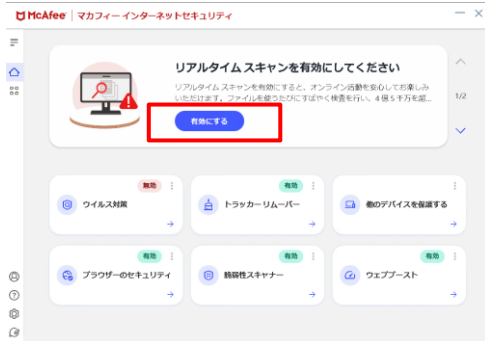 McAfee | マカフィー インターネットセキュリティ
リアルタイム スキャンを有効にしてください
リアルタイム スキャンを有効にすると、オンライン活動を安心してお楽しみ
いただけます。ファイルを使うたびにすばやく検査を行い、4 億 5 千万を超...
有効にする
1/2
無効
ウイルス対策
有効
トラッカー リムーバー
他のデバイスを保護する
有効
ブラウザーのセキュリティ
有効
脆弱性スキャナー
有効
ウェブブースト